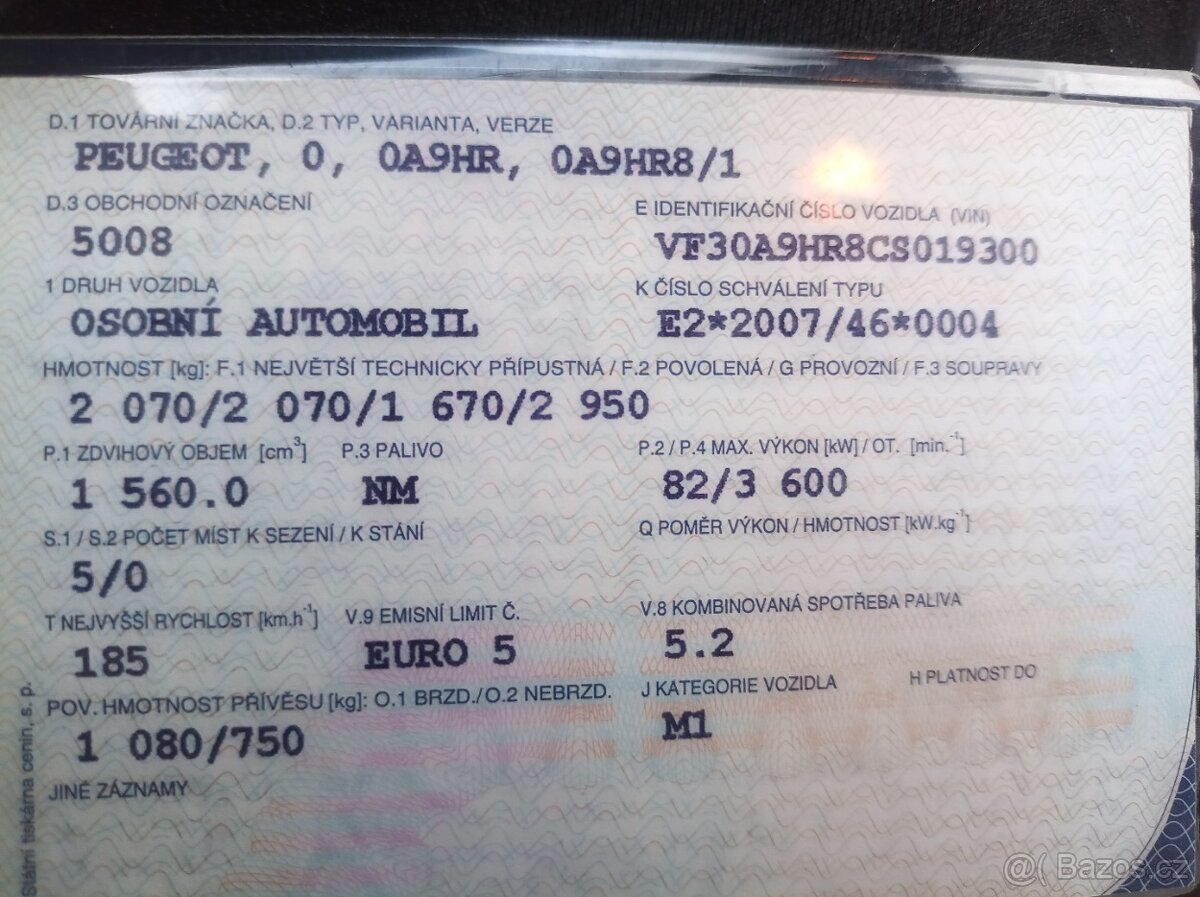 D.1 TOVÁRNÍ ZNAČKA, D.2 TYP, VARIANTA, VERZE
PEUGEOT, 0, 0A9HR, 0A9HR8/1
D.3 OBCHODNÍ OZNAČENÍ
5008
E IDENTIFIKAČNÍ ČÍSLO VOZIDLA (VIN)
VF30A9HR8CS019300
1 DRUH VOZIDLA
OSOBNÍ AUTOMOBIL
K ČÍSLO SCHVÁLENÍ TYPU
E2*2007/46*0004
HMOTNOST [kg]: F.1 NEJVĚTŠÍ TECHNICKY PŘÍPUSTNÁ / F.2 POVOLENÁ / G PROVOZNÍ / F.3 SOUPRAVY
2 070/2 070/1 670/2 950
P.1 ZDVIHOVÝ OBJEM [cm³] P.3 PALIVO
1 560.0 NM
P.2 / P.4 MAX. VÝKON [kW] / OT. [min.⁻¹]
82/3 600
S.1 / S.2 POČET MÍST K SEZENÍ / K STÁNÍ
5/0
Q POMĚR VÝKON / HMOTNOST [kW.kg⁻¹]
T NEJVYŠŠÍ RYCHLOST [km.h⁻¹] V.9 EMISNÍ LIMIT Č.
185 EURO 5
V.8 KOMBINOVANÁ SPOTŘEBA PALIVA
5.2
POV. HMOTNOST PŘÍVĚSU [kg]: O.1 BRZD./O.2 NEBRZD.
1 080/750
J KATEGORIE VOZIDLA H PLATNOST DO
M1
JINÉ ZÁZNAMY
Státní tiskárna cenin, s. p.
@( Bazos.cz